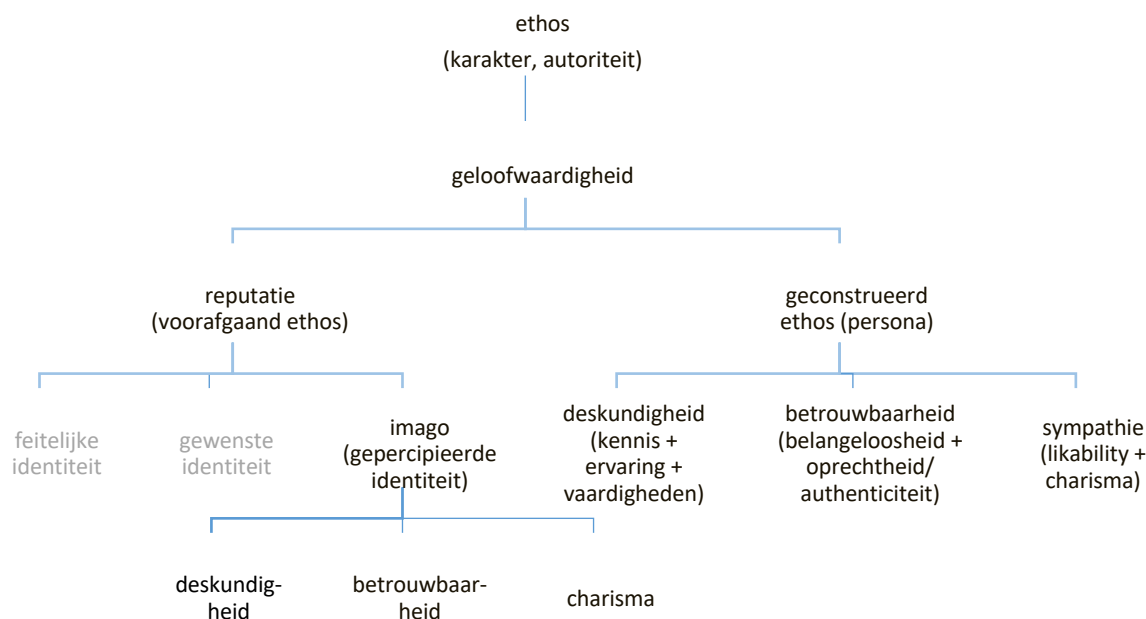 ethos
(karakter, autoriteit)
geloofwaardigheid
reputatie
(voorafgaand ethos)
geconstrueerd
ethos (persona)
feitelijke
identiteit
gewenste
identiteit
imago
(gepercipieerde
identiteit)
deskundigheid
(kennis +
ervaring +
vaardigheden)
betrouwbaarheid
(belangeloosheid +
oprechtheid/
authenticiteit)
sympathie
(likability +
charisma)
deskundig-
heid
betrouwbaar-
heid
charisma